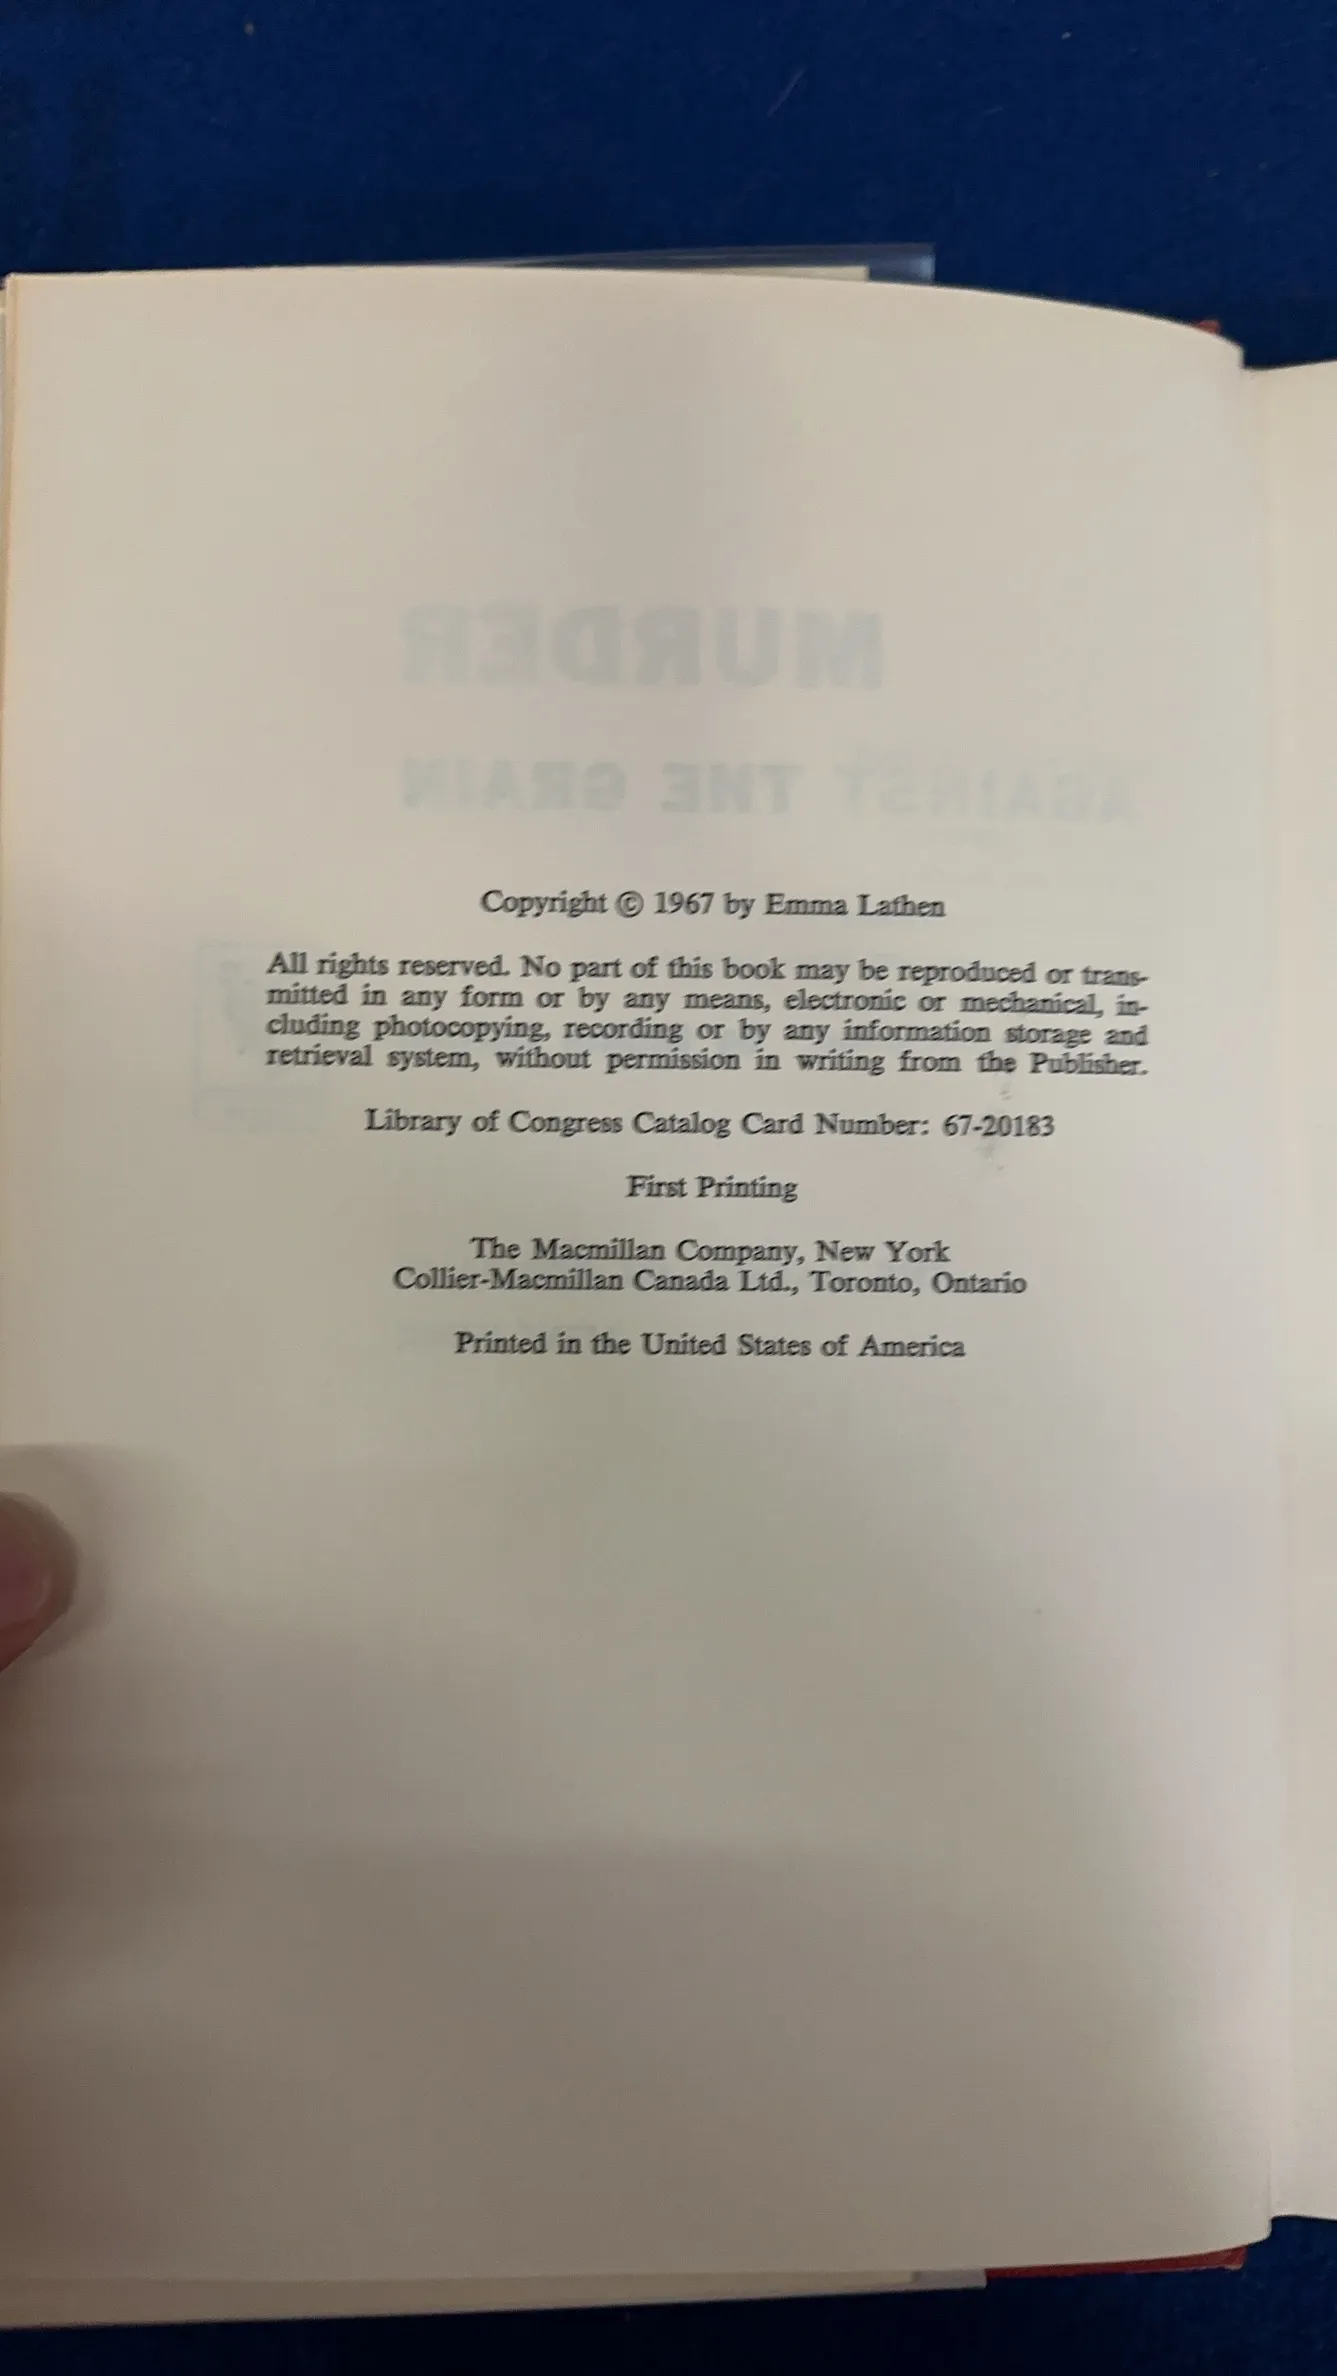 MURDER
AGAINST THE GRAIN
Copyright © 1967 by Emma Lathen
All rights reserved. No part of this book may be reproduced or trans-
mitted in any form or by any means, electronic or mechanical, in-
cluding photocopying, recording or by any information storage and
retrieval system, without permission in writing from the Publisher.
Library of Congress Catalog Card Number: 67-20183
First Printing
The Macmillan Company, New York
Collier-Macmillan Canada Ltd., Toronto, Ontario
Printed in the United States of America